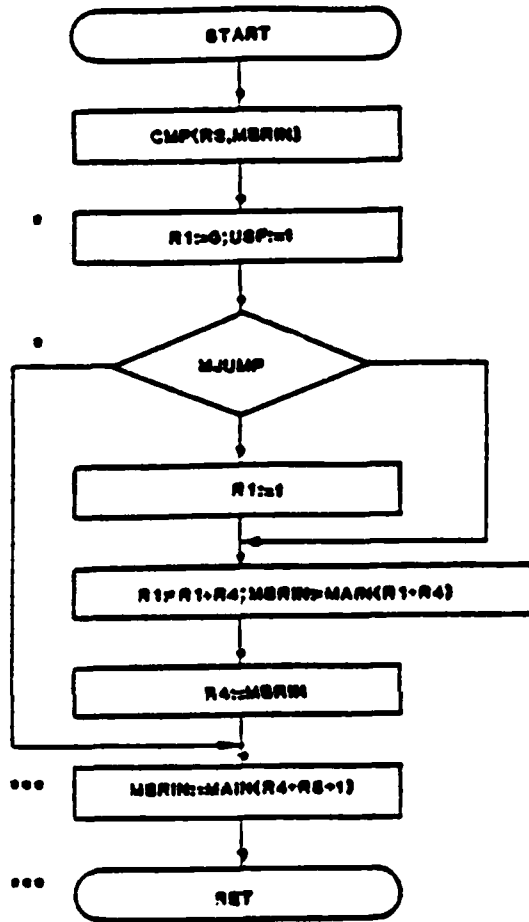 START
CMP(R3,MBRIN)
*
R1:=0;USF:=1
*
MJUMP
R1:=1
R1:=R1+R4;MBRIN:=MAIN(R1+R4)
R4:=MBRIN
***
MBRIN:=MAIN(R4+R5+1)
***
RET